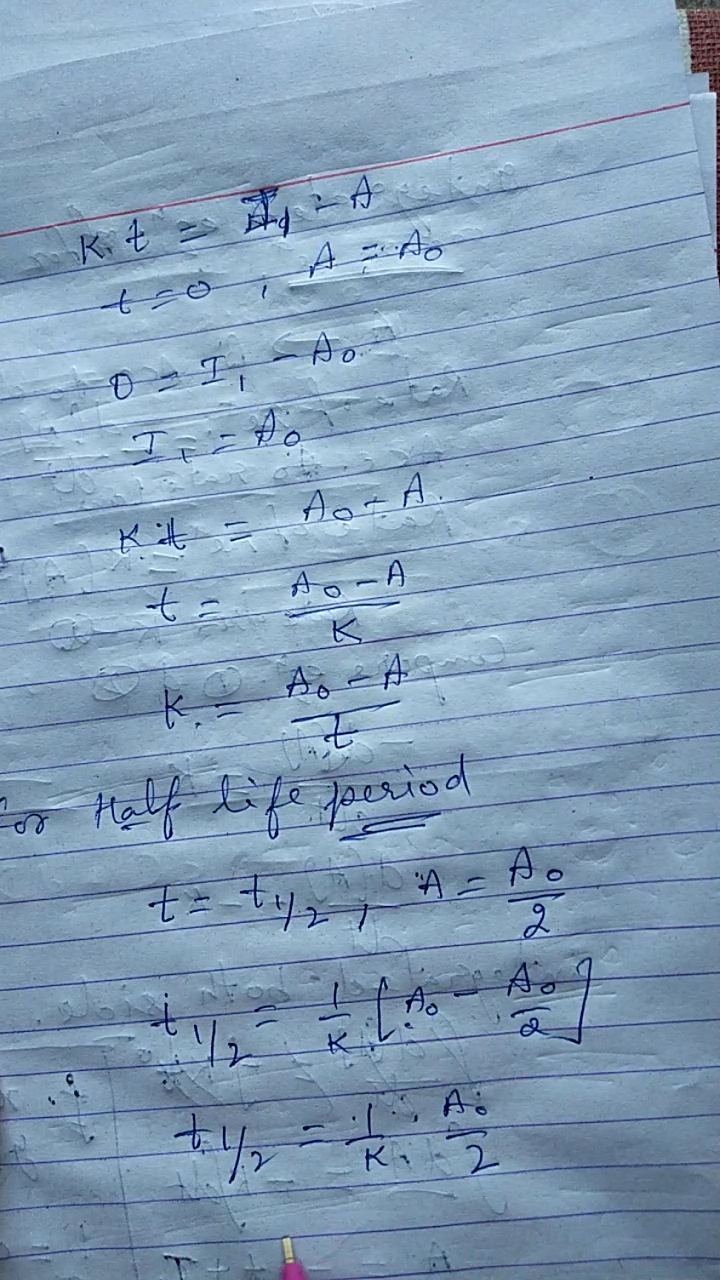 K.t = I₁ - A
t = 0 , A = A₀
0 = I₁ - A₀
I₁ = A₀
K.t = A₀ - A
t = A₀ - A / K
K = A₀ - A / t
For Half life period
t = t1/2 , A = A₀/2
t1/2 = 1/K [A₀ - A₀/2]
t1/2 = 1/K . A₀/2